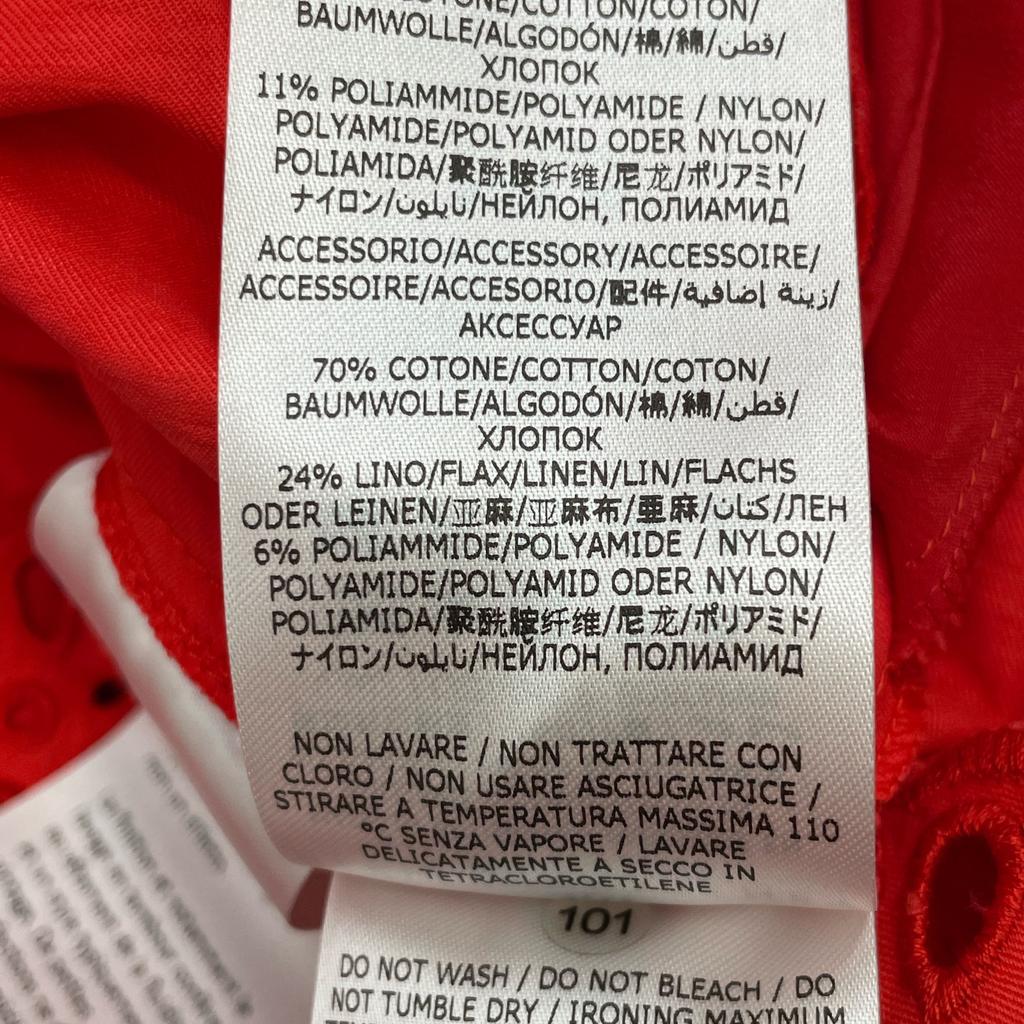 COTONE/COTTON/COTON/
BAUMWOLLE/ALGODÓN/棉/綿/قطن/
ХЛОПОК
11% POLIAMMIDE/POLYAMIDE / NYLON/
POLYAMIDE/POLYAMID ODER NYLON/
POLIAMIDA/聚酰胺纤维/尼龙/ポリアミド/
ナイロン/نايلون/НЕЙЛОН, ПОЛИАМИД
ACCESSORIO/ACCESSORY/ACCESSOIRE/
ACCESSOIRE/ACCESORIO/配件/زينة إضافية/
АКСЕССУАР
70% COTONE/COTTON/COTON/
BAUMWOLLE/ALGODÓN/棉/綿/قطن/
ХЛОПОК
24% LINO/FLAX/LINEN/LIN/FLACHS
ODER LEINEN/亚麻/亚麻布/亜麻/كتان/ЛЕН
6% POLIAMMIDE/POLYAMIDE / NYLON/
POLYAMIDE/POLYAMID ODER NYLON/
POLIAMIDA/聚酰胺纤维/尼龙/ポリアミド/
ナイロン/نايلون/НЕЙЛОН, ПОЛИАМИД
NON LAVARE / NON TRATTARE CON
CLORO / NON USARE ASCIUGATRICE /
STIRARE A TEMPERATURA MASSIMA 110
°C SENZA VAPORE / LAVARE
DELICATAMENTE A SECCO IN
TETRACLOROETILENE
101
DO NOT WASH / DO NOT BLEACH / DO
NOT TUMBLE DRY / IRONING MAXIMUM